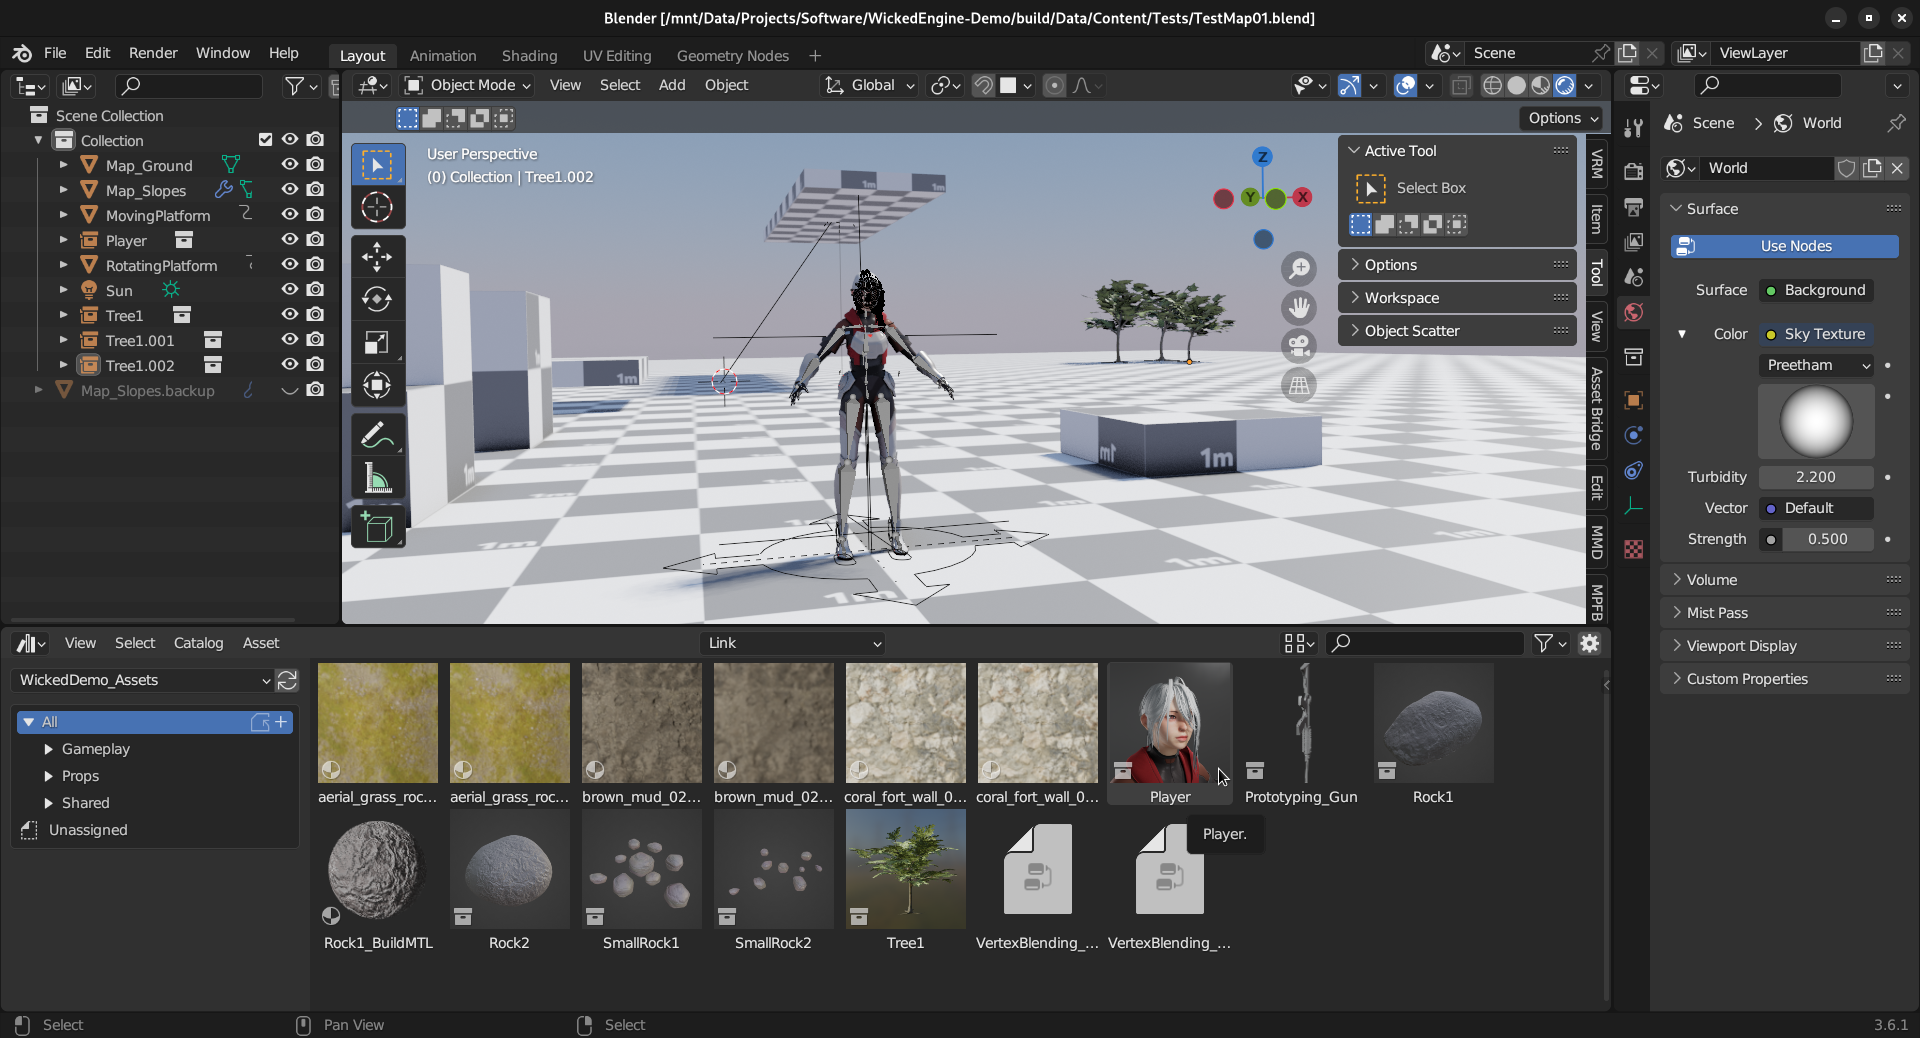 Blender [/mnt/Data/Projects/Software/WickedEngine-Demo/build/Data/Content/Tests/TestMap01.blend]
File Edit Render Window Help Layout Animation Shading UV Editing Geometry Nodes + Scene ViewLayer
Object Mode View Select Add Object Global
Options
Scene Collection
Collection
Map_Ground
Map_Slopes
MovingPlatform
Player
RotatingPlatform
Sun
Tree1
Tree1.001
Tree1.002
Map_Slopes.backup
User Perspective
(0) Collection | Tree1.002
Z
Y
X
1m
1m
1m
1m
1m
Active Tool
Select Box
Options
Workspace
Object Scatter
VRM
Item
Tool
View
Asset Bridge
Edit
MMD
MPFB
Scene > World
World
Surface
Use Nodes
Surface Background
Color Sky Texture
Preetham
Turbidity 2.200
Vector Default
Strength 0.500
Volume
Mist Pass
Viewport Display
Custom Properties
View Select Catalog Asset Link
WickedDemo_Assets
All
Gameplay
Props
Shared
Unassigned
aerial_grass_roc... aerial_grass_roc... brown_mud_02... brown_mud_02... coral_fort_wall_0... coral_fort_wall_0... Player Prototyping_Gun Rock1
Player.
Rock1_BuildMTL Rock2 SmallRock1 SmallRock2 Tree1 VertexBlending_... VertexBlending_...
Select Pan View Select 3.6.1